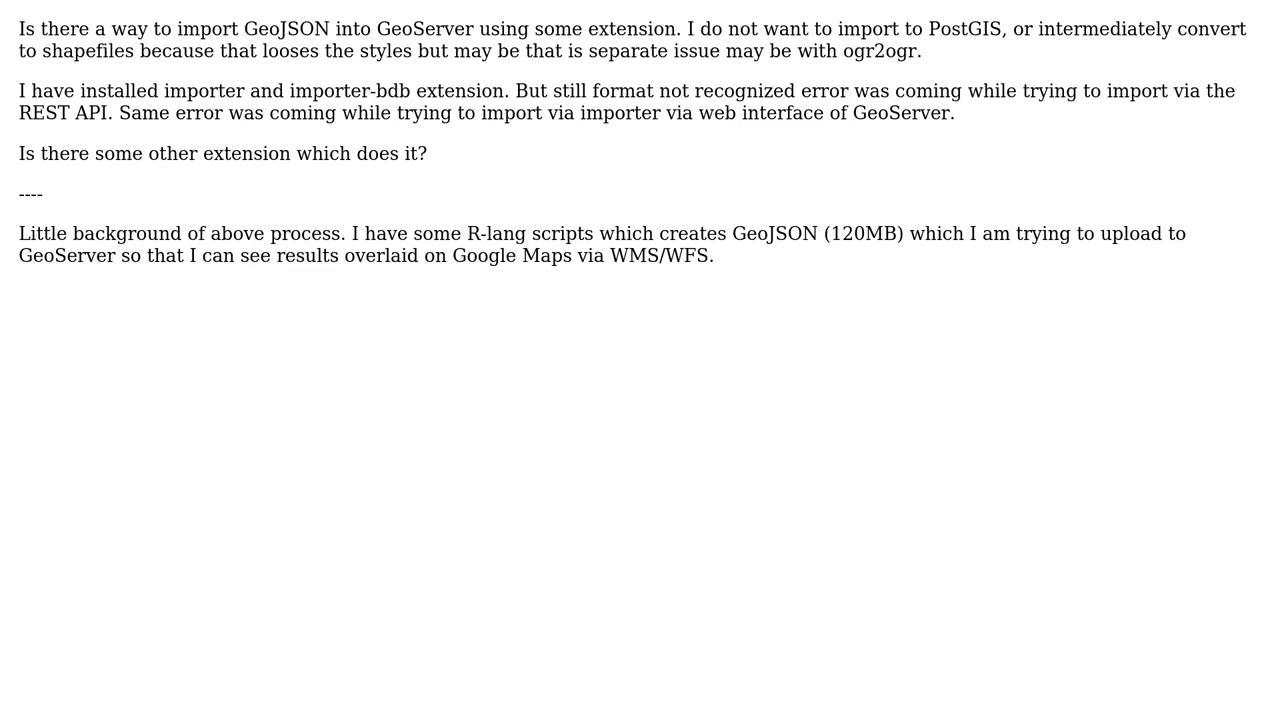 Is there a way to import GeoJSON into GeoServer using some extension. I do not want to import to PostGIS, or intermediately convert
to shapefiles because that looses the styles but may be that is separate issue may be with ogr2ogr.
I have installed importer and importer-bdb extension. But still format not recognized error was coming while trying to import via the
REST API. Same error was coming while trying to import via importer via web interface of GeoServer.
Is there some other extension which does it?
----
Little background of above process. I have some R-lang scripts which creates GeoJSON (120MB) which I am trying to upload to
GeoServer so that I can see results overlaid on Google Maps via WMS/WFS.